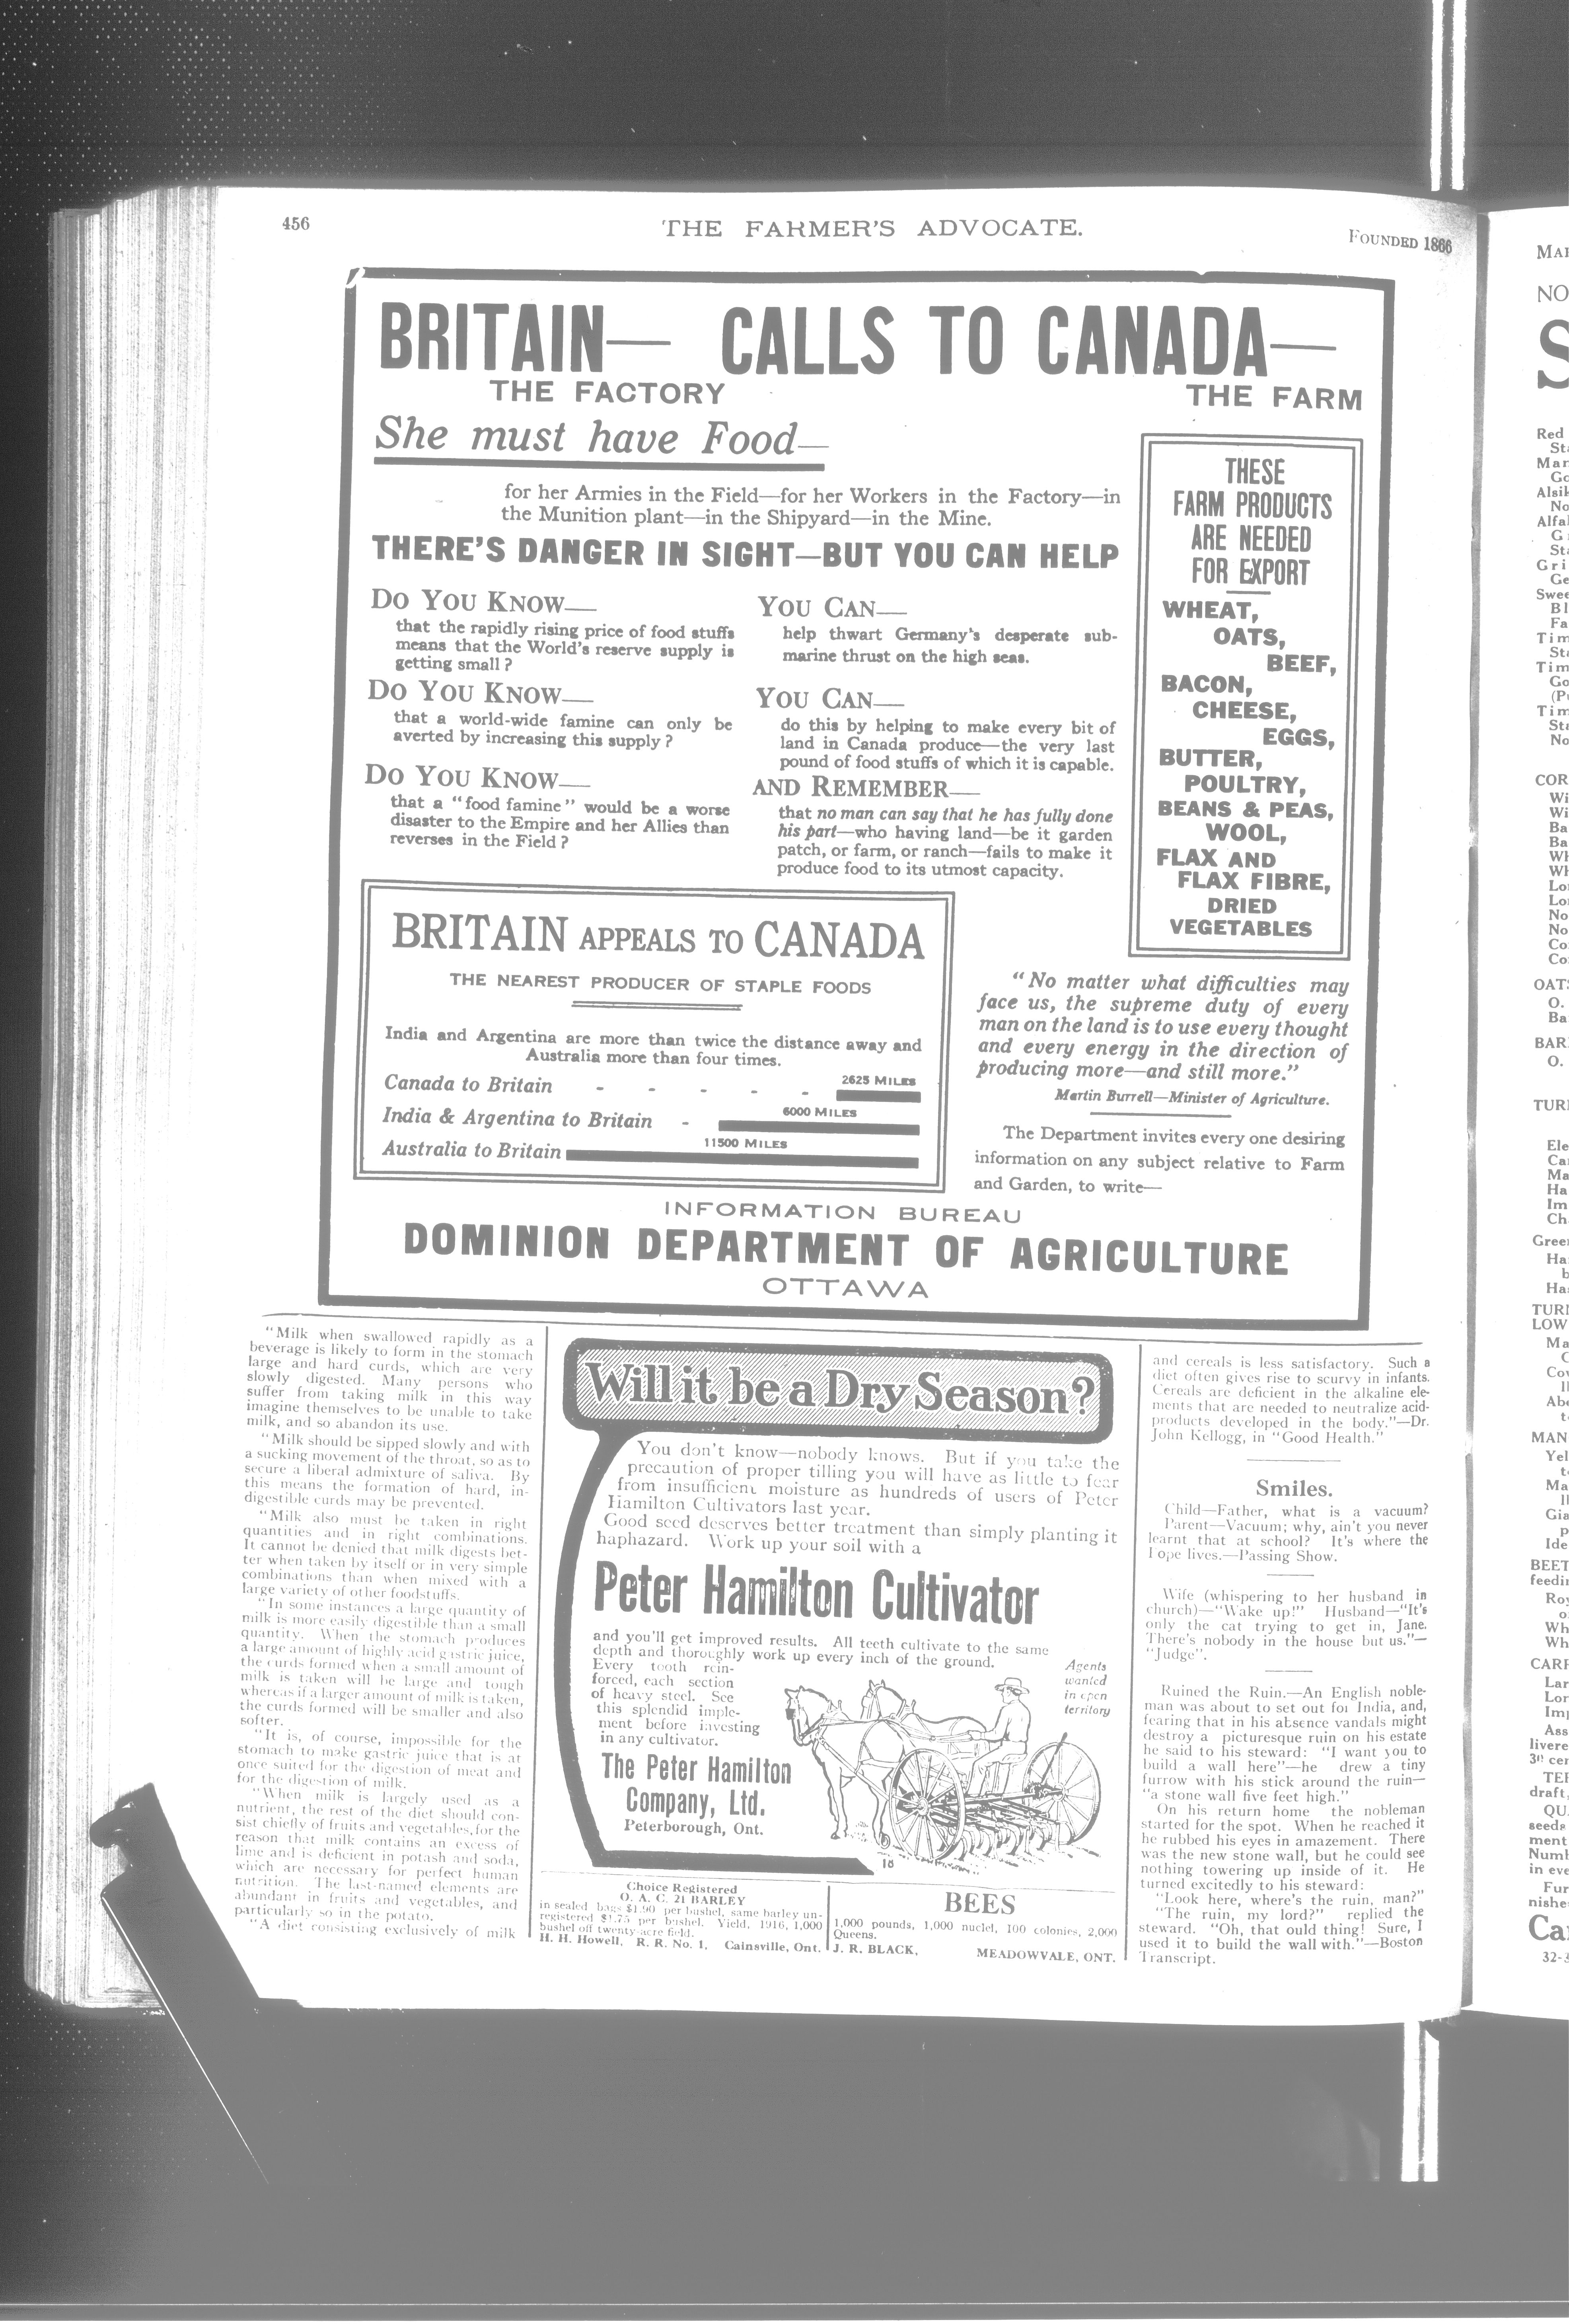 456
THE FARMER'S ADVOCATE.
FOUNDED 1866
BRITAIN— CALLS TO CANADA—
THE FACTORY
THE FARM
She must have Food—
for her Armies in the Field—for her Workers in the Factory—in
the Munition plant—in the Shipyard—in the Mine.
THERE'S DANGER IN SIGHT—BUT YOU CAN HELP
DO YOU KNOW—
that the rapidly rising price of food stuffs
means that the World's reserve supply is
getting small?
DO YOU KNOW—
that a world-wide famine can only be
averted by increasing this supply?
DO YOU KNOW—
that a "food famine" would be a worse
disaster to the Empire and her Allies than
reverses in the Field?
YOU CAN—
help thwart Germany's desperate sub-
marine thrust on the high seas.
YOU CAN—
do this by helping to make every bit of
land in Canada produce—the very last
pound of food stuffs of which it is capable.
AND REMEMBER—
that no man can say that he has fully done
his part—who having land—be it garden
patch, or farm, or ranch—fails to make it
produce food to its utmost capacity.
THESE
FARM PRODUCTS
ARE NEEDED
FOR EXPORT
WHEAT,
OATS,
BEEF,
BACON,
CHEESE,
EGGS,
BUTTER,
POULTRY,
BEANS & PEAS,
WOOL,
FLAX AND
FLAX FIBRE,
DRIED
VEGETABLES
BRITAIN APPEALS TO CANADA
THE NEAREST PRODUCER OF STAPLE FOODS
India and Argentina are more than twice the distance away and
Australia more than four times.
Canada to Britain - - - - - 2625 MILES
India & Argentina to Britain - 6000 MILES
Australia to Britain 11500 MILES
"No matter what difficulties may
face us, the supreme duty of every
man on the land is to use every thought
and every energy in the direction of
producing more—and still more."
Martin Burrell—Minister of Agriculture.
The Department invites every one desiring
information on any subject relative to Farm
and Garden, to write—
INFORMATION BUREAU
DOMINION DEPARTMENT OF AGRICULTURE
OTTAWA
"Milk when swallowed rapidly as a
beverage is likely to form in the stomach
large and hard curds, which are very
slowly digested. Many persons who
suffer from taking milk in this way
imagine themselves to be unable to take
milk, and so abandon its use.
"Milk should be sipped slowly and with
a sucking movement of the throat, so as to
secure a liberal admixture of saliva. By
this means the formation of hard, in-
digestible curds may be prevented.
"Milk also must be taken in right
quantities and in right combinations.
It cannot be denied that milk digests bet-
ter when taken by itself or in very simple
combinations than when mixed with a
large variety of other foodstuffs.
"In some instances a large quantity of
milk is more easily digestible than a small
quantity. When the stomach produces
a large amount of highly acid gastric juice,
the curds formed when a small amount of
milk is taken will be large and tough
whereas if a larger amount of milk is taken,
the curds formed will be smaller and also
softer.
"It is, of course, impossible for the
stomach to make gastric juice that is at
once suited for the digestion of meat and
for the digestion of milk.
"When milk is largely used as a
nutrient, the rest of the diet should con-
sist chiefly of fruits and vegetables, for the
reason that milk contains an excess of
lime and is deficient in potash and soda,
which are necessary for perfect human
nutrition. The last-named elements are
abundant in fruits and vegetables, and
particularly so in the potato.
"A diet consisting exclusively of milk
Will it be a Dry Season?
You don't know—nobody knows. But if you take the
precaution of proper tilling you will have as little to fear
from insufficient moisture as hundreds of users of Peter
Hamilton Cultivators last year.
Good seed deserves better treatment than simply planting it
haphazard. Work up your soil with a
Peter Hamilton Cultivator
and you'll get improved results. All teeth cultivate to the same
depth and thoroughly work up every inch of the ground.
Every tooth rein-
forced, each section
of heavy steel. See
this splendid imple-
ment before investing
in any cultivator.
Agents
wanted
in open
territory
The Peter Hamilton
Company, Ltd.
Peterborough, Ont.
18
Choice Registered
O. A. C. 21 BARLEY
in sealed bags $1.90 per bushel, same barley un-
registered $1.75 per bushel. Yield, 1916, 1,000
bushel off twenty-acre field.
H. H. Howell, R. R. No. 1, Cainsville, Ont.
BEES
1,000 pounds, 1,000 nuclei, 100 colonies, 2,000
Queens.
J. R. BLACK, MEADOWVALE, ONT.
and cereals is less satisfactory. Such a
diet often gives rise to scurvy in infants.
Cereals are deficient in the alkaline ele-
ments that are needed to neutralize acid-
products developed in the body."—Dr.
John Kellogg, in "Good Health."
Smiles.
Child—Father, what is a vacuum?
Parent—Vacuum; why, ain't you never
learnt that at school? It's where the
Pope lives.—Passing Show.
Wife (whispering to her husband in
church)—"Wake up!" Husband—"It's
only the cat trying to get in, Jane.
There's nobody in the house but us."—
"Judge".
Ruined the Ruin.—An English noble-
man was about to set out for India, and,
fearing that in his absence vandals might
destroy a picturesque ruin on his estate
he said to his steward: "I want you to
build a wall here"—he drew a tiny
furrow with his stick around the ruin—
"a stone wall five feet high."
On his return home the nobleman
started for the spot. When he reached it
he rubbed his eyes in amazement. There
was the new stone wall, but he could see
nothing towering up inside of it. He
turned excitedly to his steward:
"Look here, where's the ruin, man?"
"The ruin, my lord?" replied the
steward. "Oh, that ould thing! Sure, I
used it to build the wall with."—Boston
Transcript.